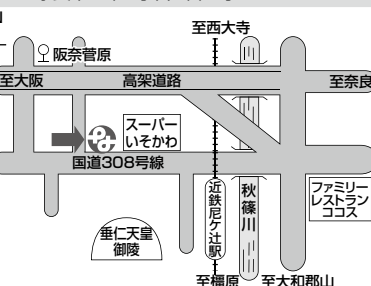 至西大寺
阪奈菅原
至大阪
高架道路
至奈良
スーパー
いそかわ
国道308号線
近鉄尼ケ辻駅
秋篠川
ファミリー
レストラン
ココス
垂仁天皇
御陵
至橿原
至大和郡山